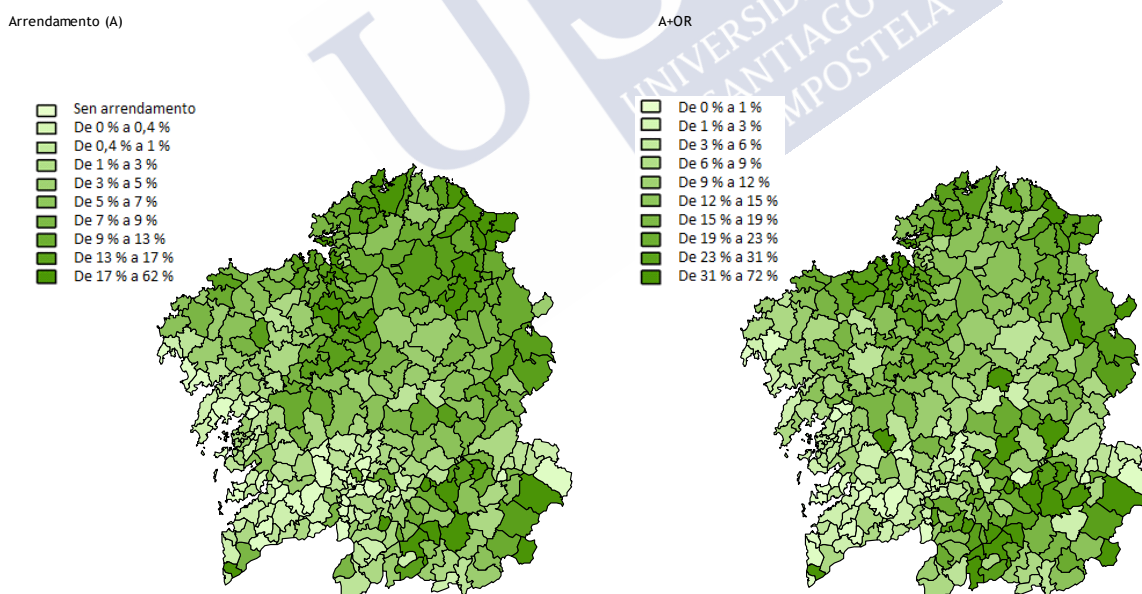 Arrendamento (A)
A+OR
Sen arrendamento
De 0 % a 0,4 %
De 0,4 % a 1 %
De 1 % a 3 %
De 3 % a 5 %
De 5 % a 7 %
De 7 % a 9 %
De 9 % a 13 %
De 13 % a 17 %
De 17 % a 62 %
De 0 % a 1 %
De 1 % a 3 %
De 3 % a 6 %
De 6 % a 9 %
De 9 % a 12 %
De 12 % a 15 %
De 15 % a 19 %
De 19 % a 23 %
De 23 % a 31 %
De 31 % a 72 %
UNIVERSID
SANTIAGO
MPOSTELA